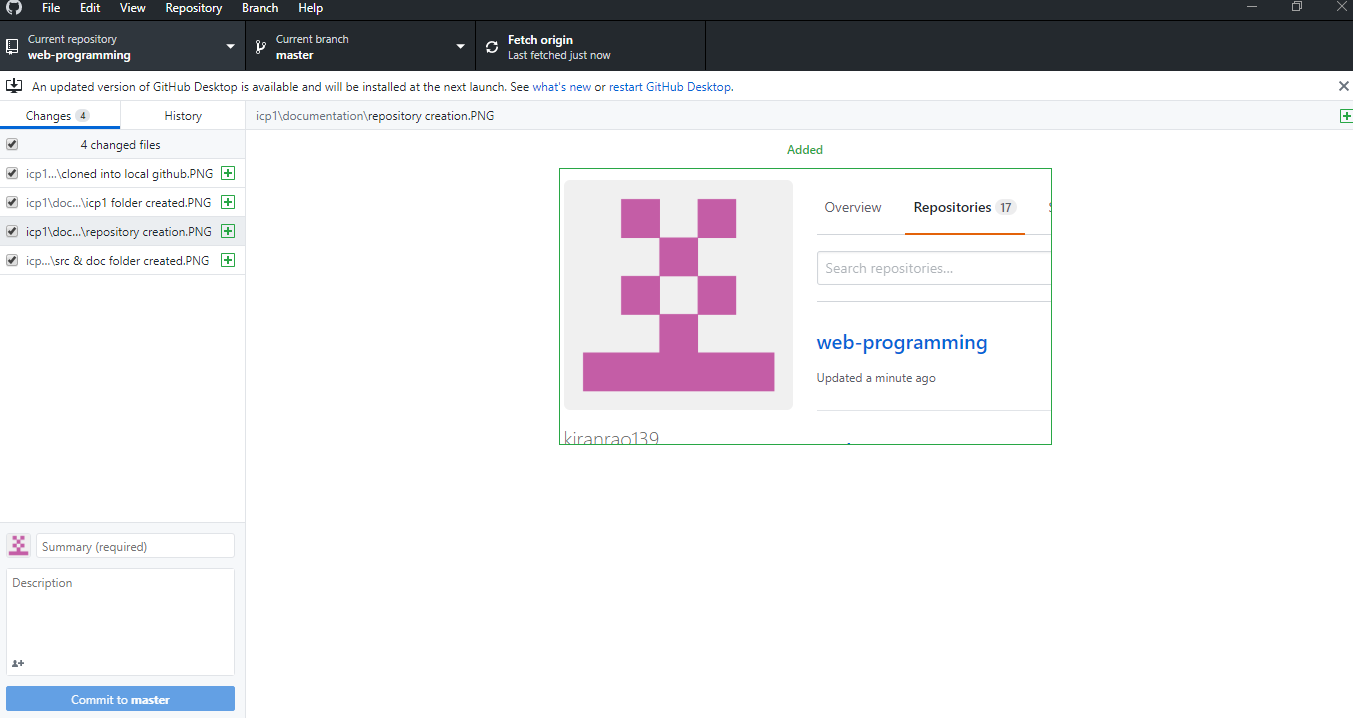 File Edit View Repository Branch Help
Current repository
web-programming
Current branch
master
Fetch origin
Last fetched just now
An updated version of GitHub Desktop is available and will be installed at the next launch. See what's new or restart GitHub Desktop.
Changes 4 History
icp1\documentation\repository creation.PNG
4 changed files
icp1...\cloned into local github.PNG
icp1\doc...\icp1 folder created.PNG
icp1\doc...\repository creation.PNG
icp...\src & doc folder created.PNG
Added
Overview Repositories 17
Search repositories...
web-programming
Updated a minute ago
kiranrao139
Summary (required)
Description
Commit to master